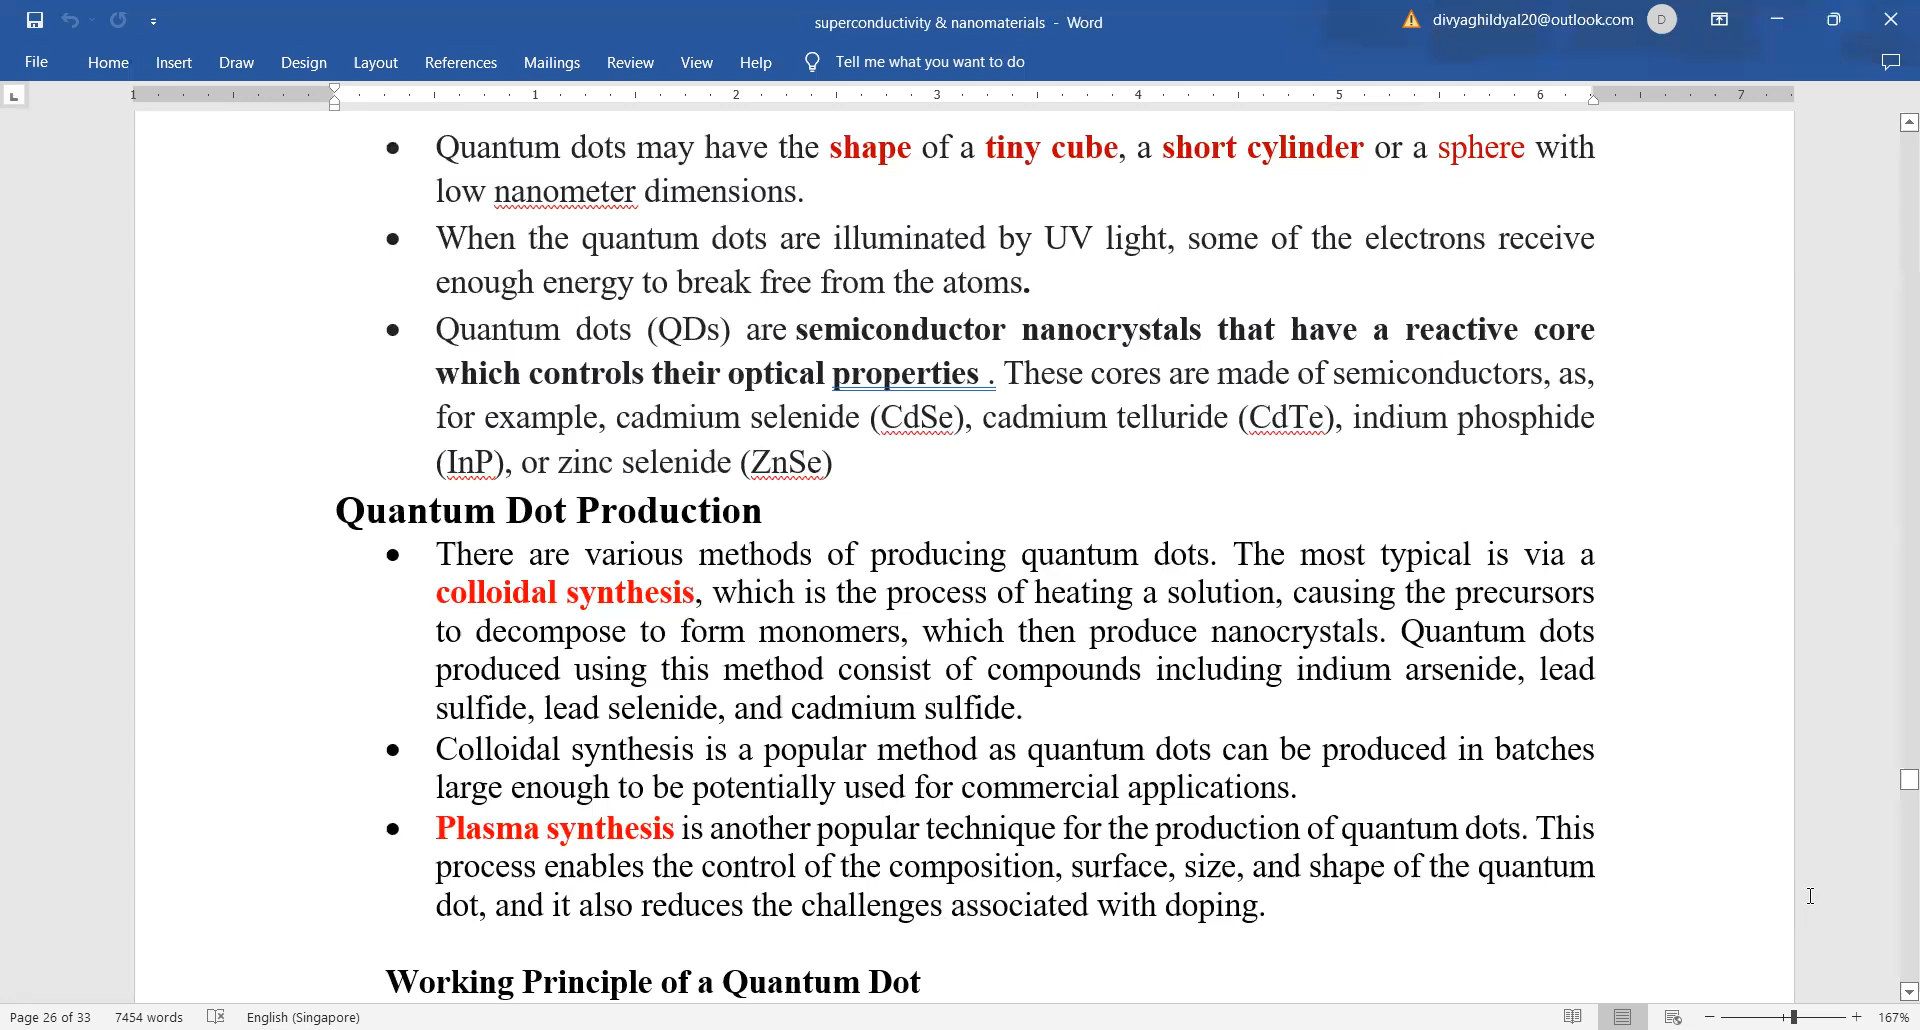 superconductivity & nanomaterials - Word
divyaghildyal20@outlook.com
D
File Home Insert Draw Design Layout References Mailings Review View Help Tell me what you want to do
1 1 2 3 4 5 6 7
• Quantum dots may have the shape of a tiny cube, a short cylinder or a sphere with
low nanometer dimensions.
• When the quantum dots are illuminated by UV light, some of the electrons receive
enough energy to break free from the atoms.
• Quantum dots (QDs) are semiconductor nanocrystals that have a reactive core
which controls their optical properties . These cores are made of semiconductors, as,
for example, cadmium selenide (CdSe), cadmium telluride (CdTe), indium phosphide
(InP), or zinc selenide (ZnSe)
Quantum Dot Production
• There are various methods of producing quantum dots. The most typical is via a
colloidal synthesis, which is the process of heating a solution, causing the precursors
to decompose to form monomers, which then produce nanocrystals. Quantum dots
produced using this method consist of compounds including indium arsenide, lead
sulfide, lead selenide, and cadmium sulfide.
• Colloidal synthesis is a popular method as quantum dots can be produced in batches
large enough to be potentially used for commercial applications.
• Plasma synthesis is another popular technique for the production of quantum dots. This
process enables the control of the composition, surface, size, and shape of the quantum
dot, and it also reduces the challenges associated with doping.
Working Principle of a Quantum Dot
Page 26 of 33 7454 words English (Singapore) 167%